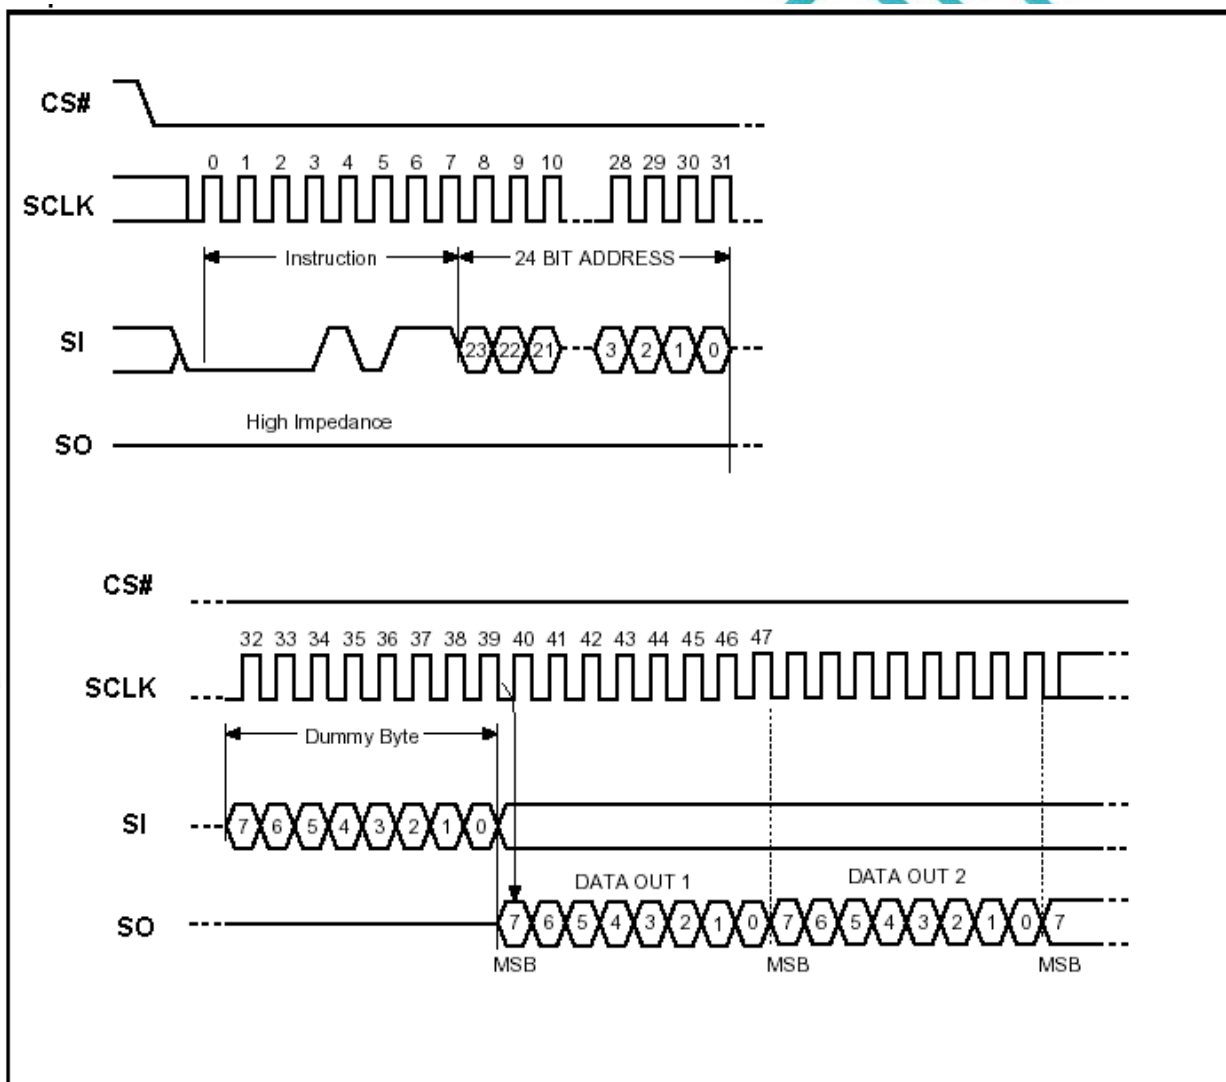 CS#
0 1 2 3 4 5 6 7 8 9 10 28 29 30 31
SCLK
Instruction 24 BIT ADDRESS
SI 23 22 21 3 2 1 0
High Impedance
SO
CS#
32 33 34 35 36 37 38 39 40 41 42 43 44 45 46 47
SCLK
Dummy Byte
SI 7 6 5 4 3 2 1 0
DATA OUT 1 DATA OUT 2
SO 7 6 5 4 3 2 1 0 7 6 5 4 3 2 1 0 7
MSB MSB MSB